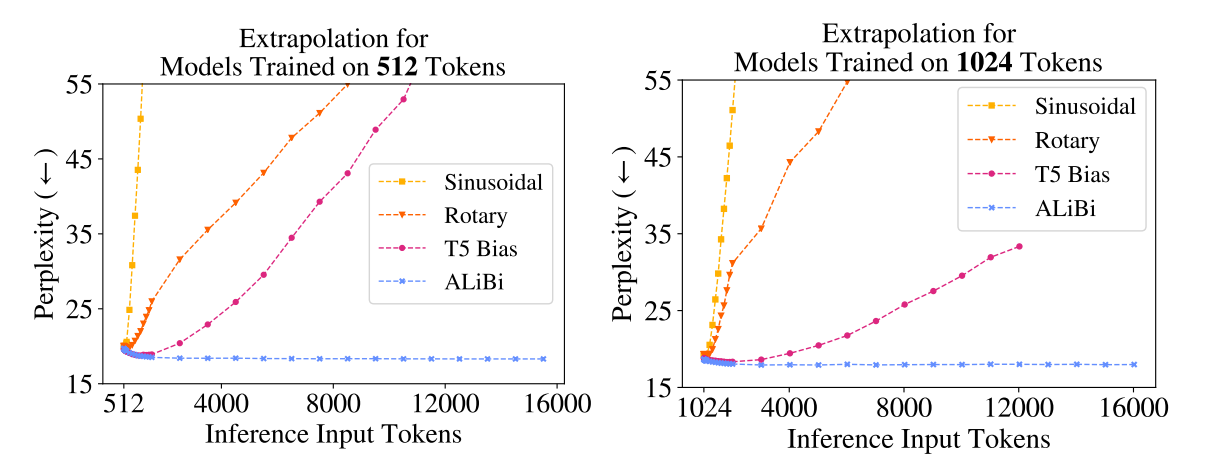 Extrapolation for
Models Trained on 512 Tokens
Perplexity (←)
55
45
35
25
15
512
4000
8000
12000
16000
Inference Input Tokens
Sinusoidal
Rotary
T5 Bias
ALiBi
Extrapolation for
Models Trained on 1024 Tokens
Perplexity (←)
55
45
35
25
15
1024
4000
8000
12000
16000
Inference Input Tokens
Sinusoidal
Rotary
T5 Bias
ALiBi